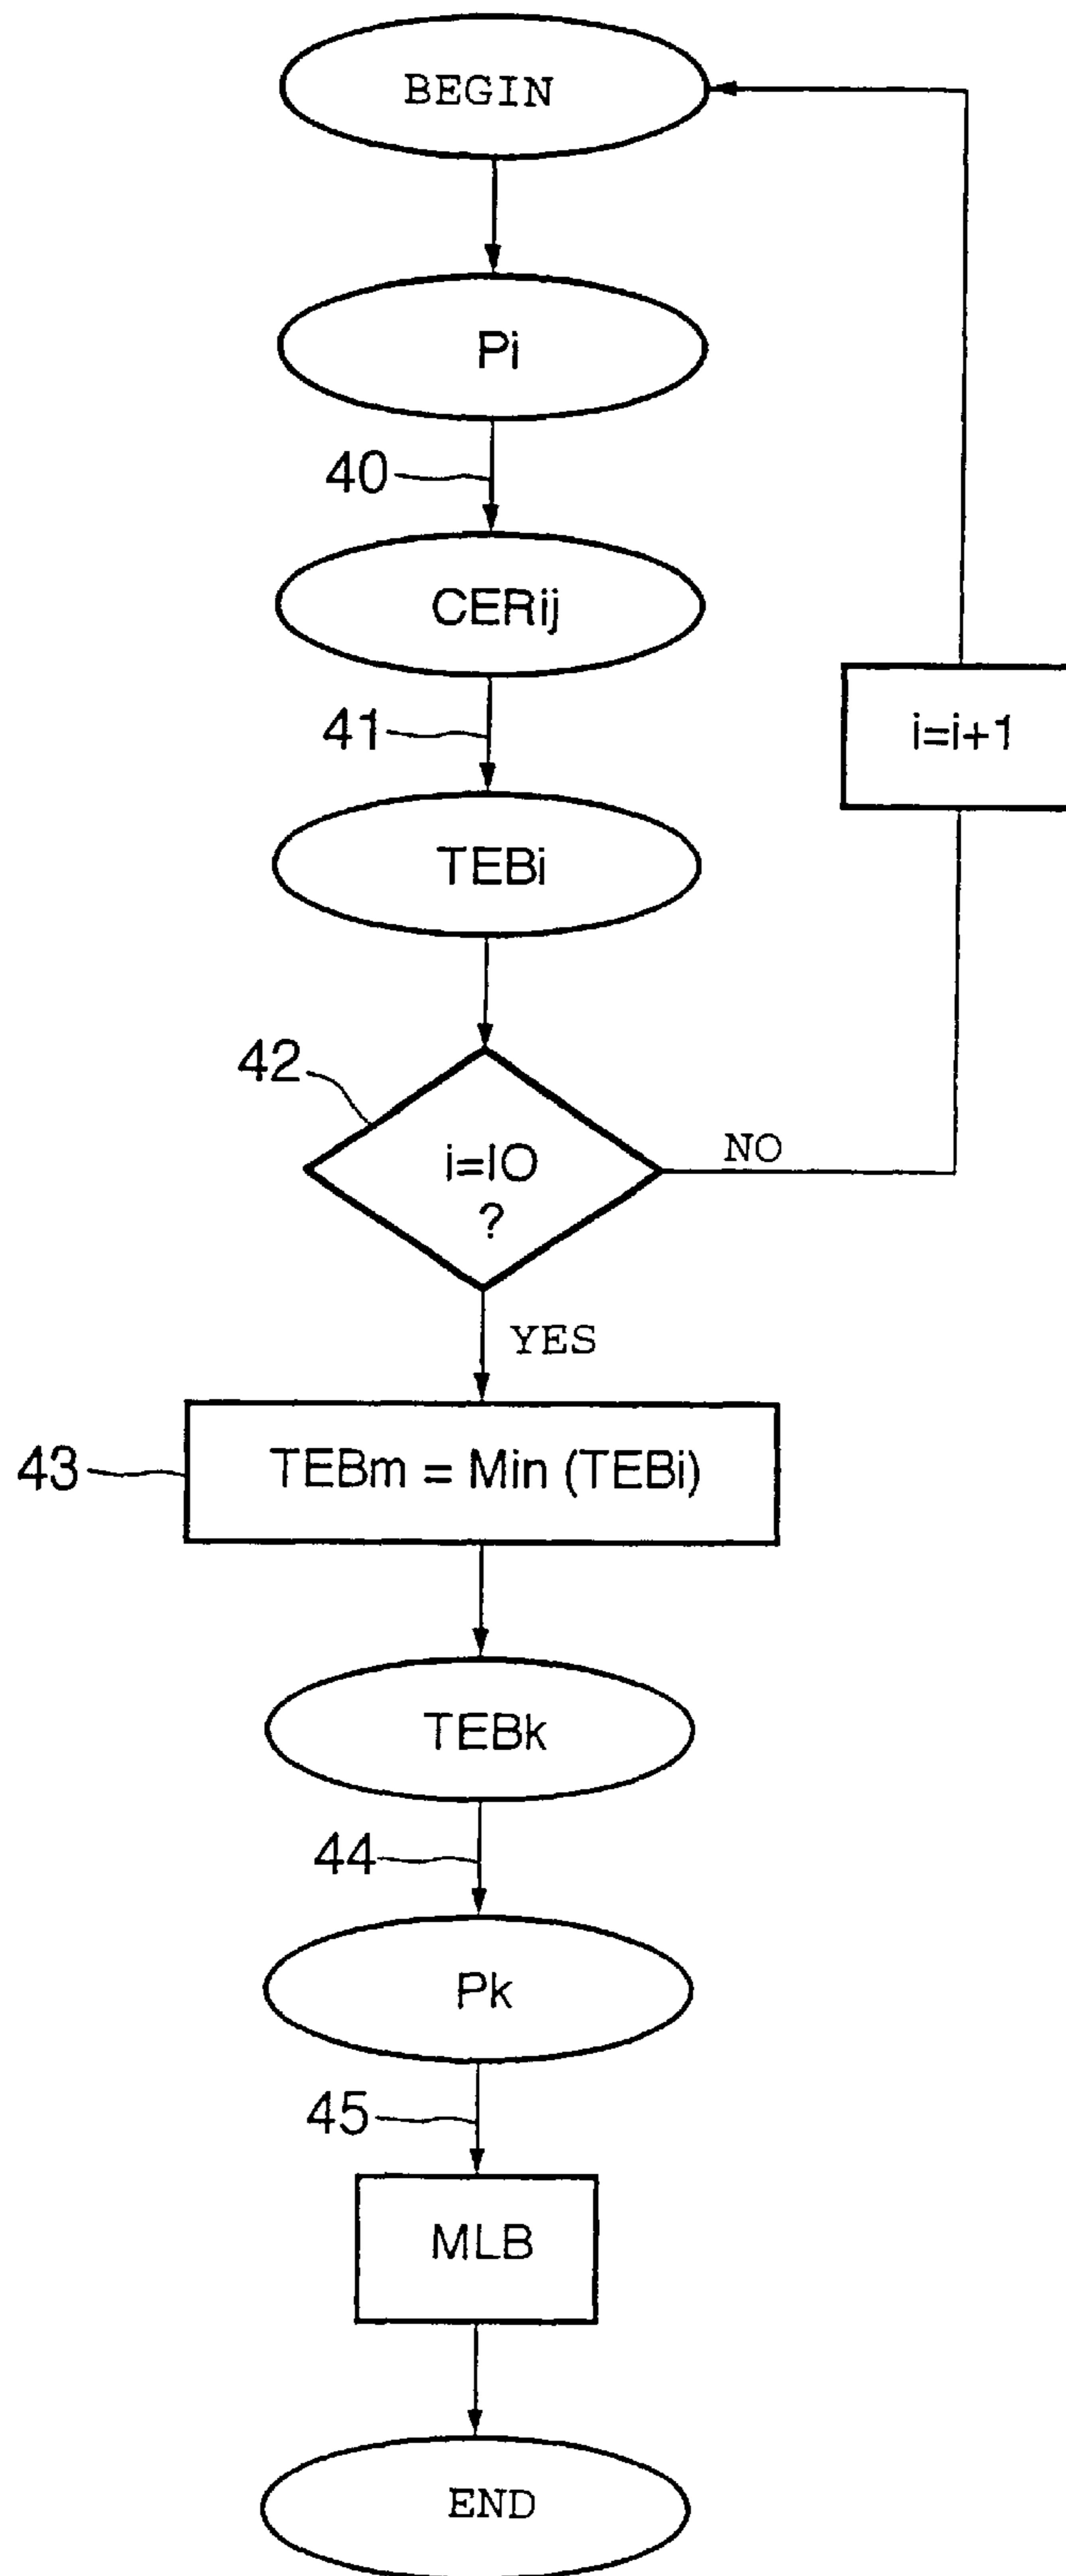 BEGIN
Pi
40
CERij
41
i=i+1
TEBi
42
i=IO
?
NO
YES
43
TEBm = Min (TEBi)
TEBk
44
Pk
45
MLB
END